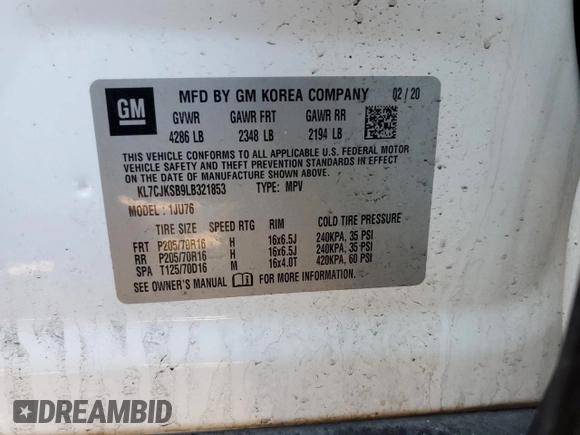 GM
MFD BY GM KOREA COMPANY 02/20
GVWR GAWR FRT GAWR RR
4286 LB 2348 LB 2194 LB
THIS VEHICLE CONFORMS TO ALL APPLICABLE U.S. FEDERAL MOTOR
VEHICLE SAFETY AND THEFT PREVENTION STANDARDS IN EFFECT ON
THE DATE OF MANUFACTURE SHOWN ABOVE.
KL7CJKSB9LB321853 TYPE: MPV
MODEL: 1JU76
TIRE SIZE SPEED RTG RIM COLD TIRE PRESSURE
FRT P205/70R16 H 16x6.5J 240KPA, 35 PSI
RR P205/70R16 H 16x6.5J 240KPA, 35 PSI
SPA T125/70D16 M 16x4.0T 420KPA, 60 PSI
SEE OWNER'S MANUAL FOR MORE INFORMATION.
DREAMBID